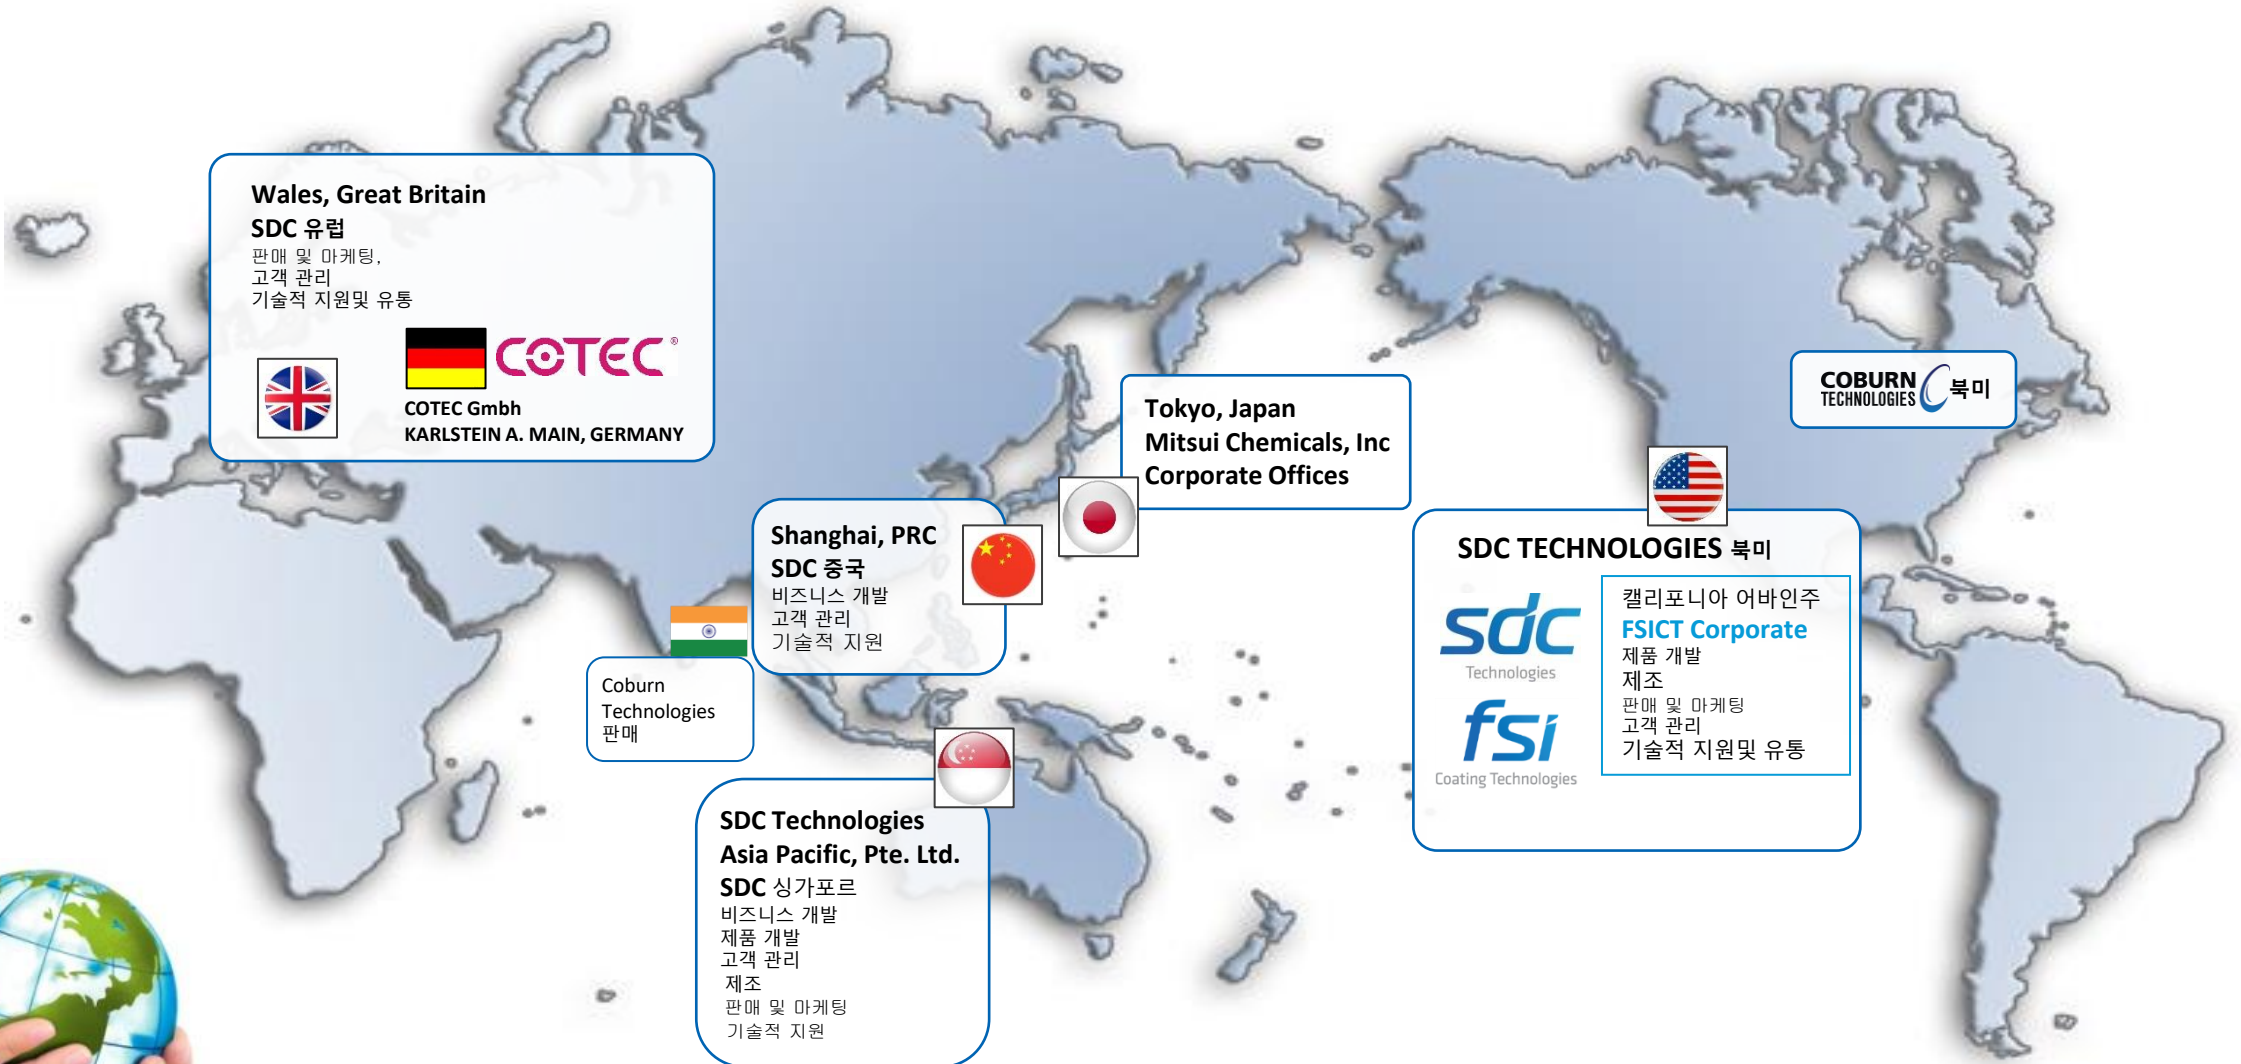 Wales, Great Britain
SDC 유럽
판매 및 마케팅,
고객 관리
기술적 지원및 유통
COTEC®
COTEC Gmbh
KARLSTEIN A. MAIN, GERMANY
Tokyo, Japan
Mitsui Chemicals, Inc
Corporate Offices
COBURN
TECHNOLOGIES
북미
Shanghai, PRC
SDC 중국
비즈니스 개발
고객 관리
기술적 지원
Coburn
Technologies
판매
SDC Technologies
Asia Pacific, Pte. Ltd.
SDC 싱가포르
비즈니스 개발
제품 개발
고객 관리
제조
판매 및 마케팅
기술적 지원
SDC TECHNOLOGIES 북미
sdc
Technologies
fsi
Coating Technologies
캘리포니아 어바인주
FSICT Corporate
제품 개발
제조
판매 및 마케팅
고객 관리
기술적 지원및 유통